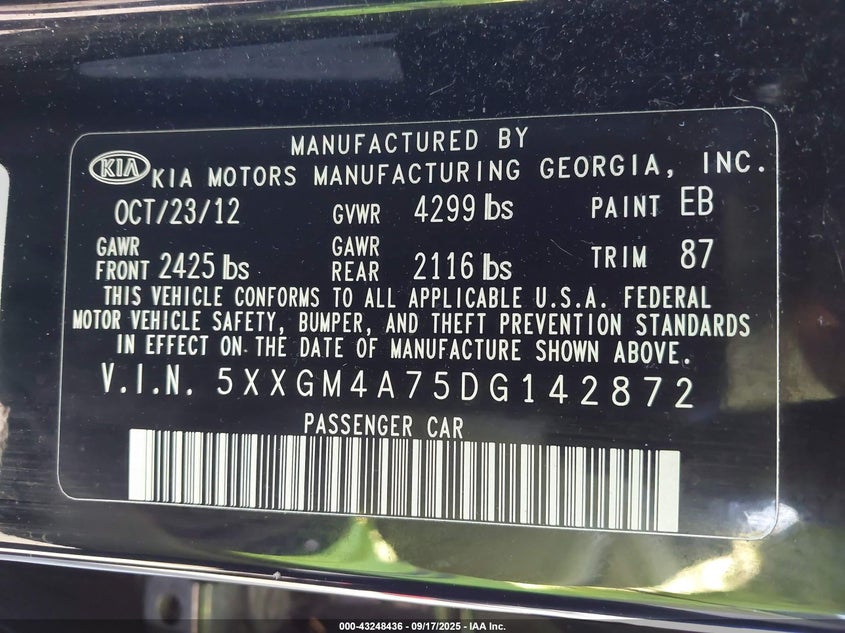 MANUFACTURED BY
KIA KIA MOTORS MANUFACTURING GEORGIA, INC.
OCT/23/12 GVWR 4299 lbs PAINT EB
GAWR FRONT 2425 lbs GAWR REAR 2116 lbs TRIM 87
THIS VEHICLE CONFORMS TO ALL APPLICABLE U.S.A. FEDERAL
MOTOR VEHICLE SAFETY, BUMPER, AND THEFT PREVENTION STANDARDS
IN EFFECT ON THE DATE OF MANUFACTURE SHOWN ABOVE.
V.I.N. 5XXGM4A75DG142872
PASSENGER CAR
000-43248436 - 09/17/2025 - IAA Inc.